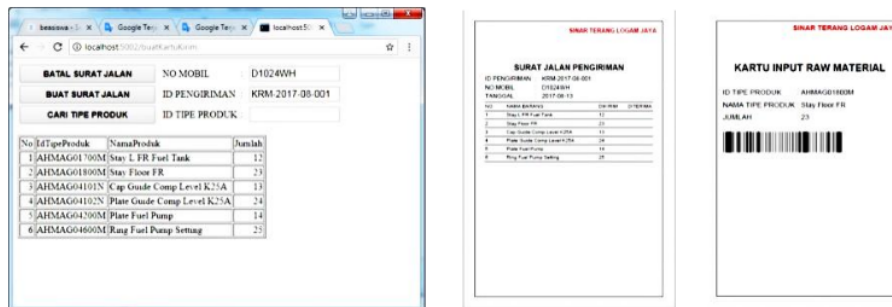 Google Ter
Google Ter
localhost:50
localhost:5002/buatKartuKirim
BATAL SURAT JALAN NO MOBIL : D1024WH
BUAT SURAT JALAN ID PENGIRIMAN : KRM-2017-08-001
CARI TIPE PRODUK ID TIPE PRODUK :
No IdTipeProduk NamaProduk Jumlah
1 AHMAG01700M Stay L FR Fuel Tank 12
2 AHMAG01800M Stay Floor FR 23
3 AHMAG04101N Cap Guide Comp Level K25A 13
4 AHMAG04102N Plate Guide Comp Level K25A 24
5 AHMAG04200M Plate Fuel Pump 14
6 AHMAG04600M Ring Fuel Pump Setting 25
SINAR TERANG LOGAM JAYA
SURAT JALAN PENGIRIMAN
ID PENGIRIMAN KRM-2017-08-001
NO MOBIL D1024WH
TANGGAL 2017-08-13
NO NAMA BARANG DIKIRIM DITERIMA
1 Stay L FR Fuel Tank 12
2 Stay Floor FR 23
3 Cap Guide Comp Level K25A 13
4 Plate Guide Comp Level K25A 24
5 Plate Fuel Pump 14
6 Ring Fuel Pump Setting 25
SINAR TERANG LOGAM JAY
KARTU INPUT RAW MATERIAL
ID TIPE PRODUK AHMAG01800M
NAMA TIPE PRODUK Stay Floor FR
JUMLAH 23